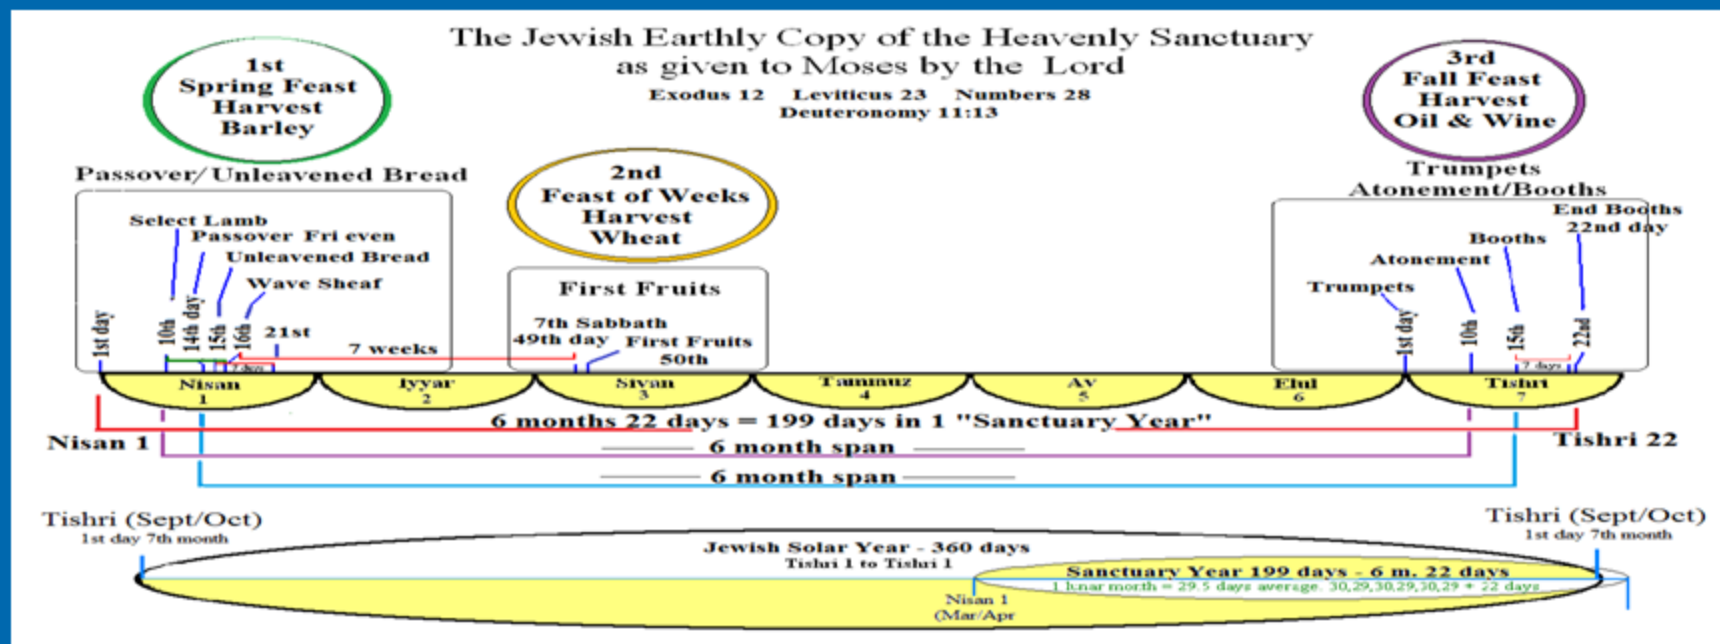 The Jewish Earthly Copy of the Heavenly Sanctuary
as given to Moses by the Lord
Exodus 12 Leviticus 23 Numbers 28
Deuteronomy 11:13
1st
Spring Feast
Harvest
Barley
Passover/Unleavened Bread
Select Lamb
Passover Fri even
Unleavened Bread
Wave Sheaf
1st day
10th
14th day
15th
16th
21st
7 days
7 weeks
2nd
Feast of Weeks
Harvest
Wheat
First Fruits
7th Sabbath
49th day
First Fruits
50th
3rd
Fall Feast
Harvest
Oil & Wine
Trumpets
Atonement/Booths
End Booths
22nd day
Booths
Atonement
Trumpets
1st day
10th
15th
22nd
7 days
Nisan
1
Iyyar
2
Sivan
3
Tammuz
4
Av
5
Elul
6
Tishri
7
6 months 22 days = 199 days in 1 "Sanctuary Year"
Nisan 1
Tishri 22
6 month span
6 month span
Tishri (Sept/Oct)
1st day 7th month
Tishri (Sept/Oct)
1st day 7th month
Jewish Solar Year - 360 days
Tishri 1 to Tishri 1
Sanctuary Year 199 days - 6 m. 22 days
1 lunar month = 29.5 days average. 30,29,30,29,30,29 + 22 days
Nisan 1
(Mar/Apr